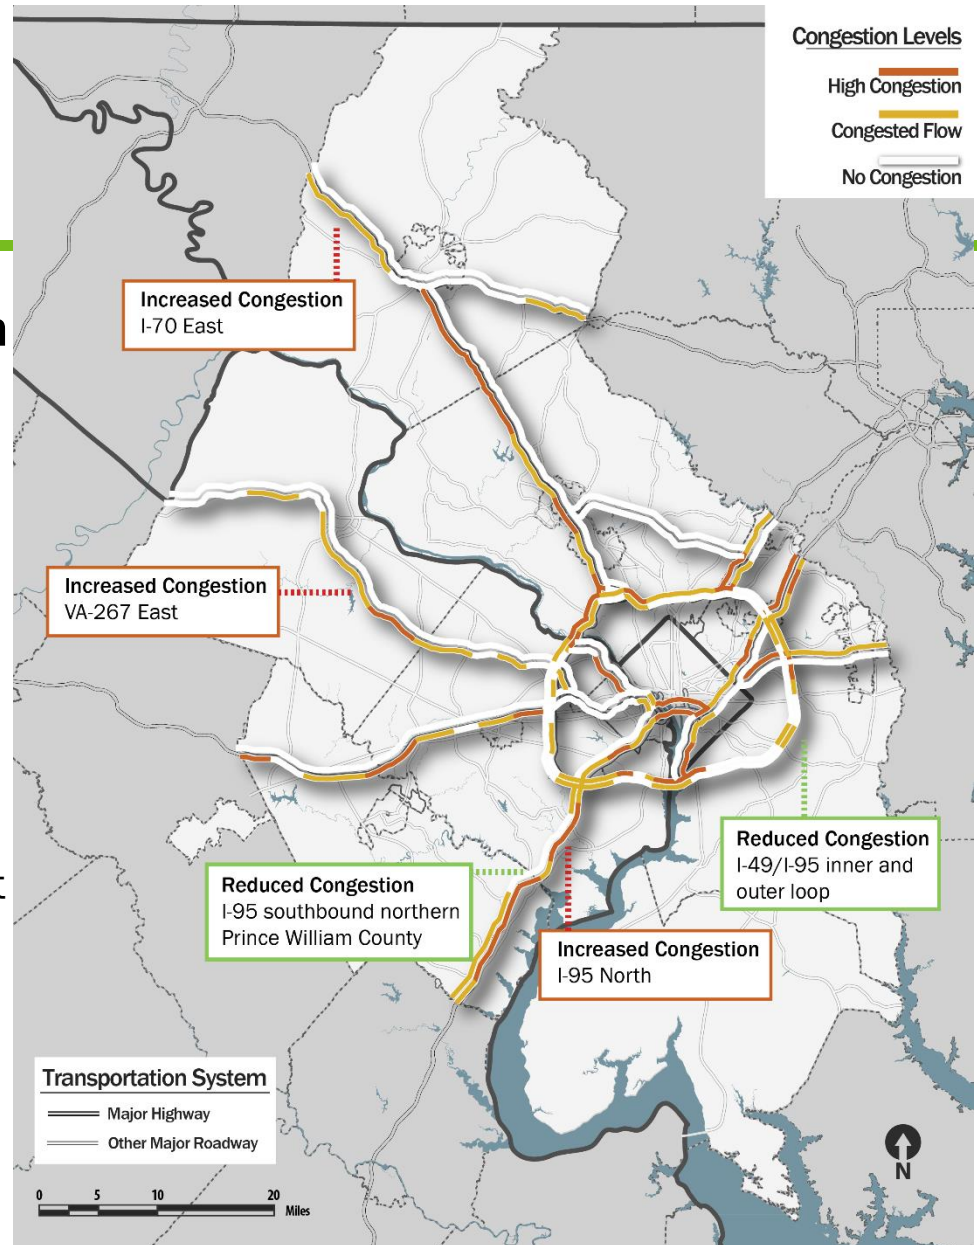 Congestion Levels
High Congestion
Congested Flow
No Congestion
Increased Congestion
I-70 East
Increased Congestion
VA-267 East
Reduced Congestion
I-95 southbound northern
Prince William County
Increased Congestion
I-95 North
Reduced Congestion
I-49/I-95 inner and
outer loop
Transportation System
Major Highway
Other Major Roadway
0 5 10 20
Miles
N